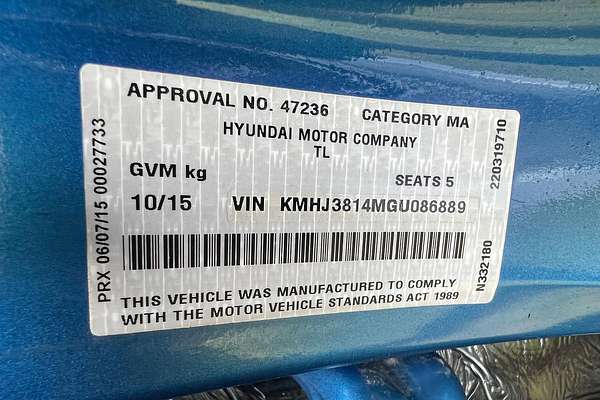 APPROVAL NO. 47236 CATEGORY MA
HYUNDAI MOTOR COMPANY
TL
GVM kg SEATS 5
10/15 VIN KMHJ3814MGU086889
THIS VEHICLE WAS MANUFACTURED TO COMPLY
WITH THE MOTOR VEHICLE STANDARDS ACT 1989
PRX 06/07/15 00027733
220319710
N332180